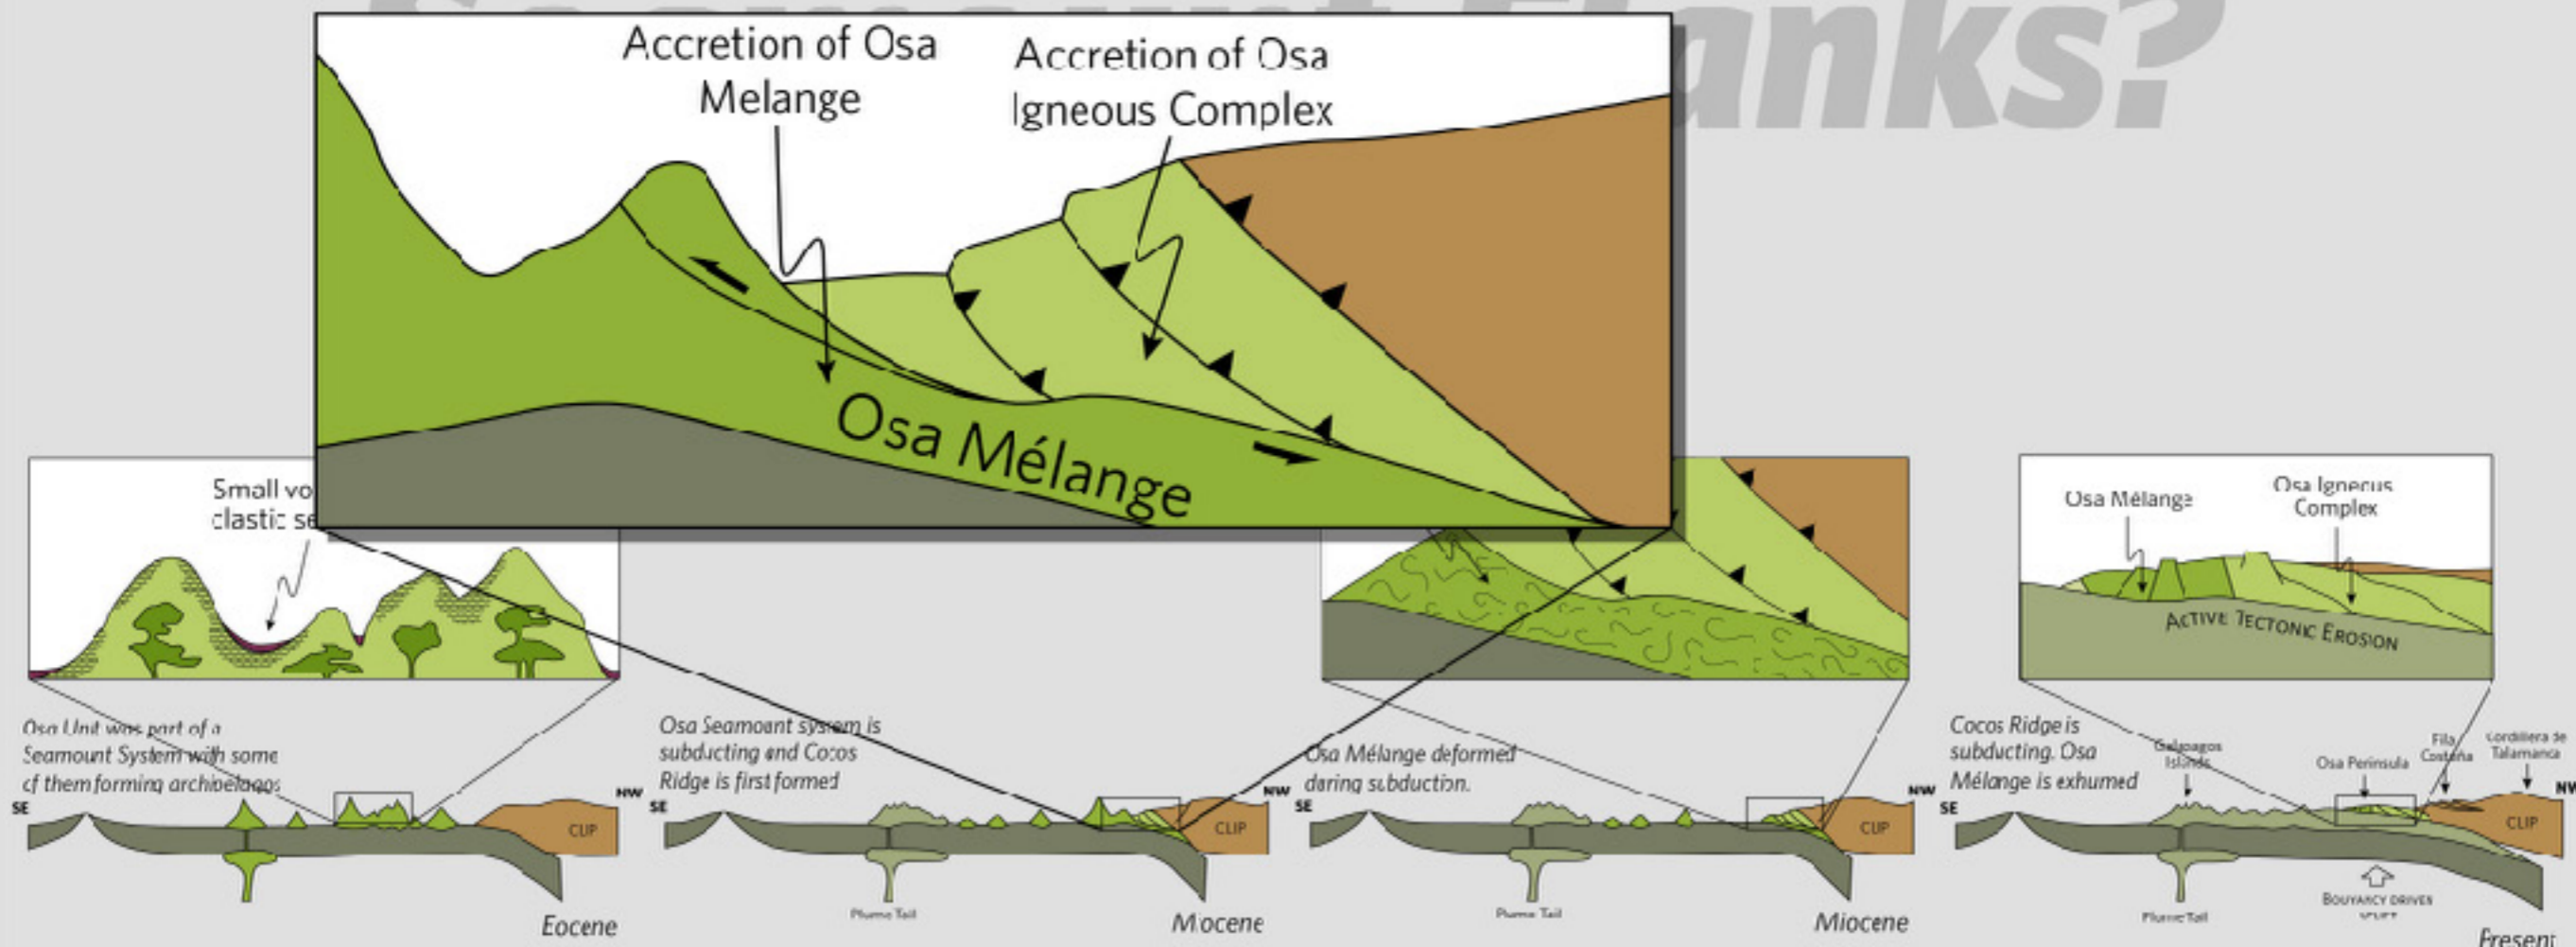 anks?
Accretion of Osa
Melange
Accretion of Osa
Igneous Complex
Osa Mélange
Small vo
clastic se
Osa Mélange
Osa Igneous
Complex
ACTIVE TECTONIC EROSION
Osa Unit was part of a
Seamount System with some
of them forming archipelagos
SE
NW
CLIP
Eocene
Osa Seamount system is
subducting and Cocos
Ridge is first formed
SE
NW
CLIP
Plume Tail
Miocene
Osa Mélange deformed
during subduction.
SE
NW
CLIP
Plume Tail
Miocene
Cocos Ridge is
subducting. Osa
Mélange is exhumed
SE
Galpagos
Islands
Osa Peninsula
Fila
Costeña
Cordillera de
Talamanca
NW
CLIP
Plume Tail
BOUYANCY DRIVEN
Present